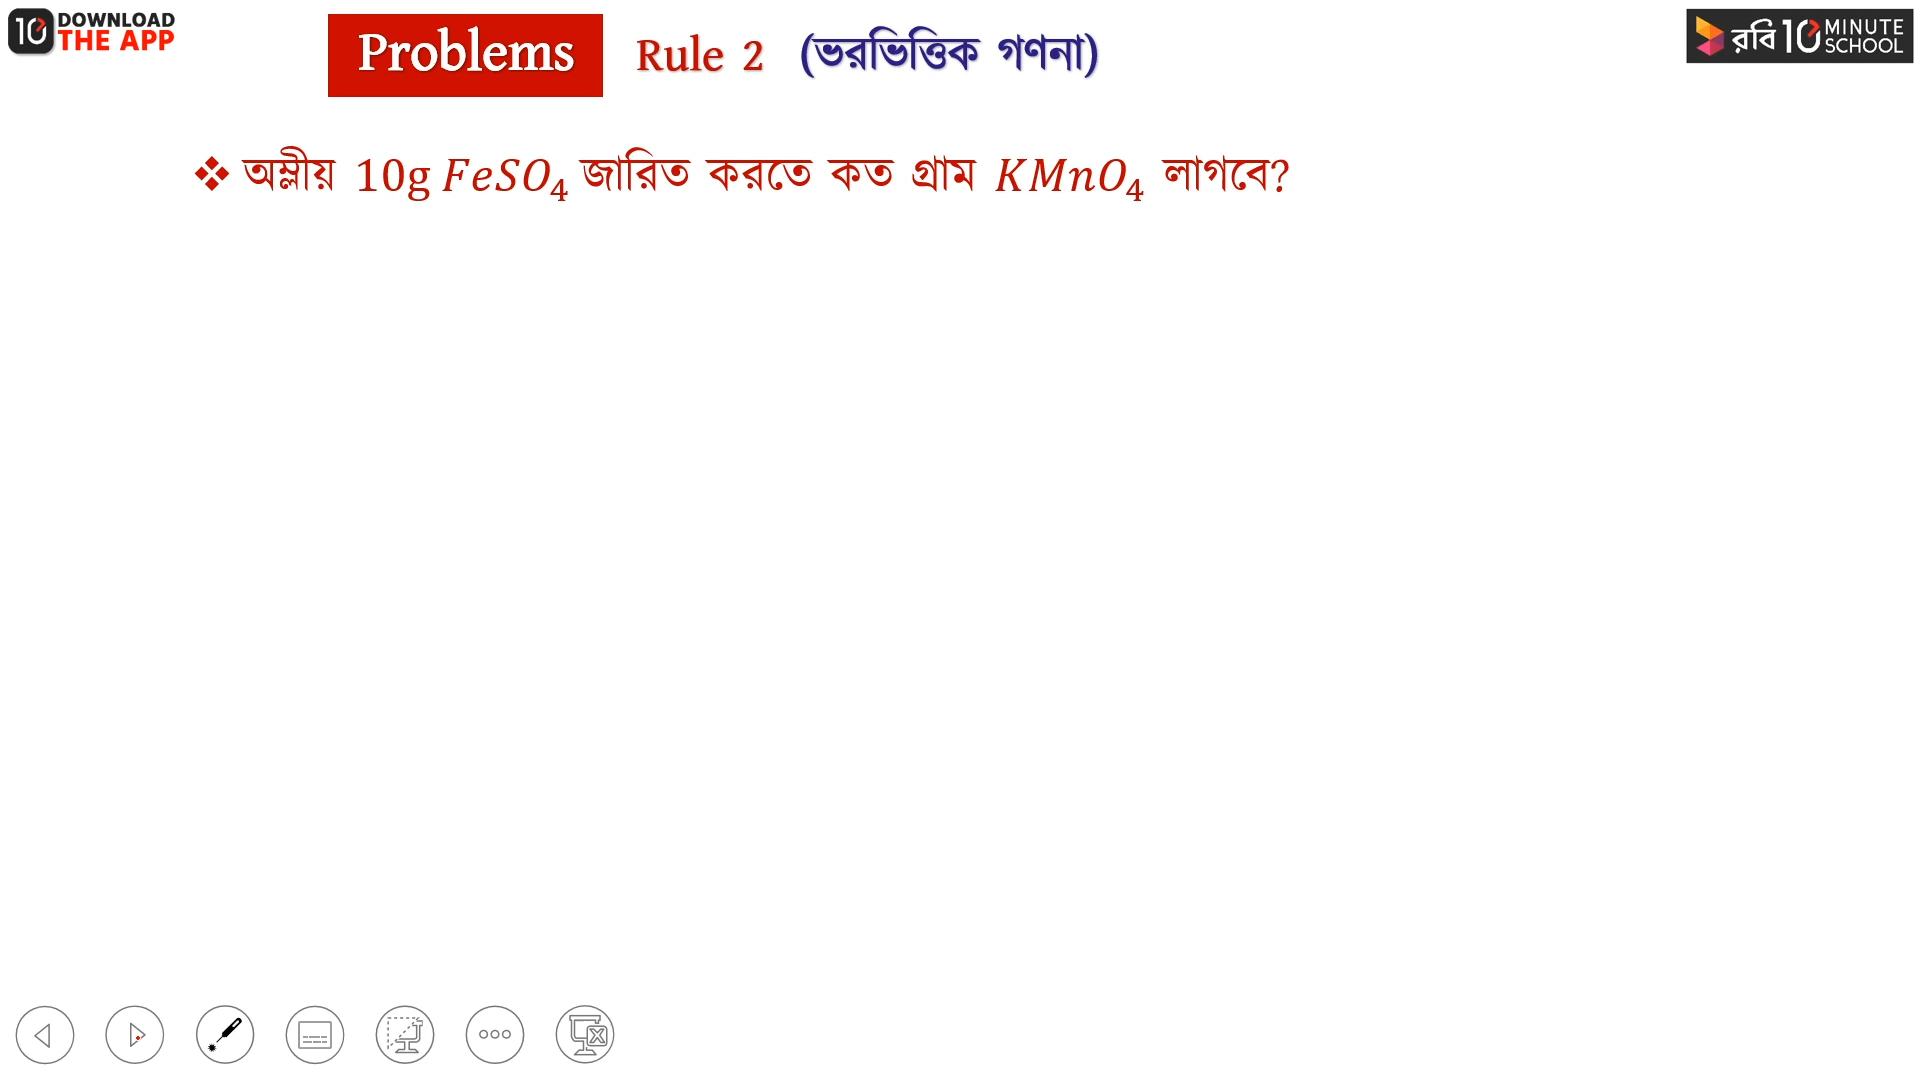 10 DOWNLOAD THE APP
Problems Rule 2 (ভরভিত্তিক গণনা)
রবি 10 MINUTE SCHOOL
❖ অম্লীয় 10g FeSO₄ জারিত করতে কত গ্রাম KMnO₄ লাগবে?